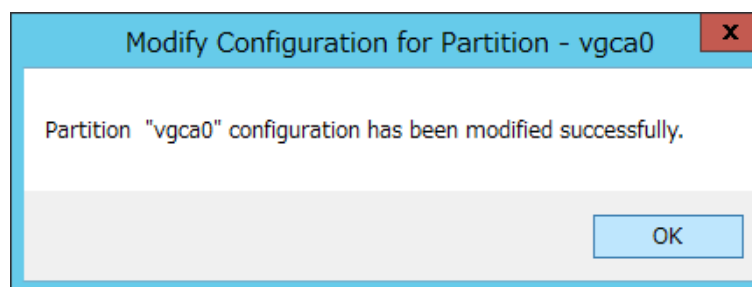 Modify Configuration for Partition - vgca0
x
Partition "vgca0" configuration has been modified successfully.
OK